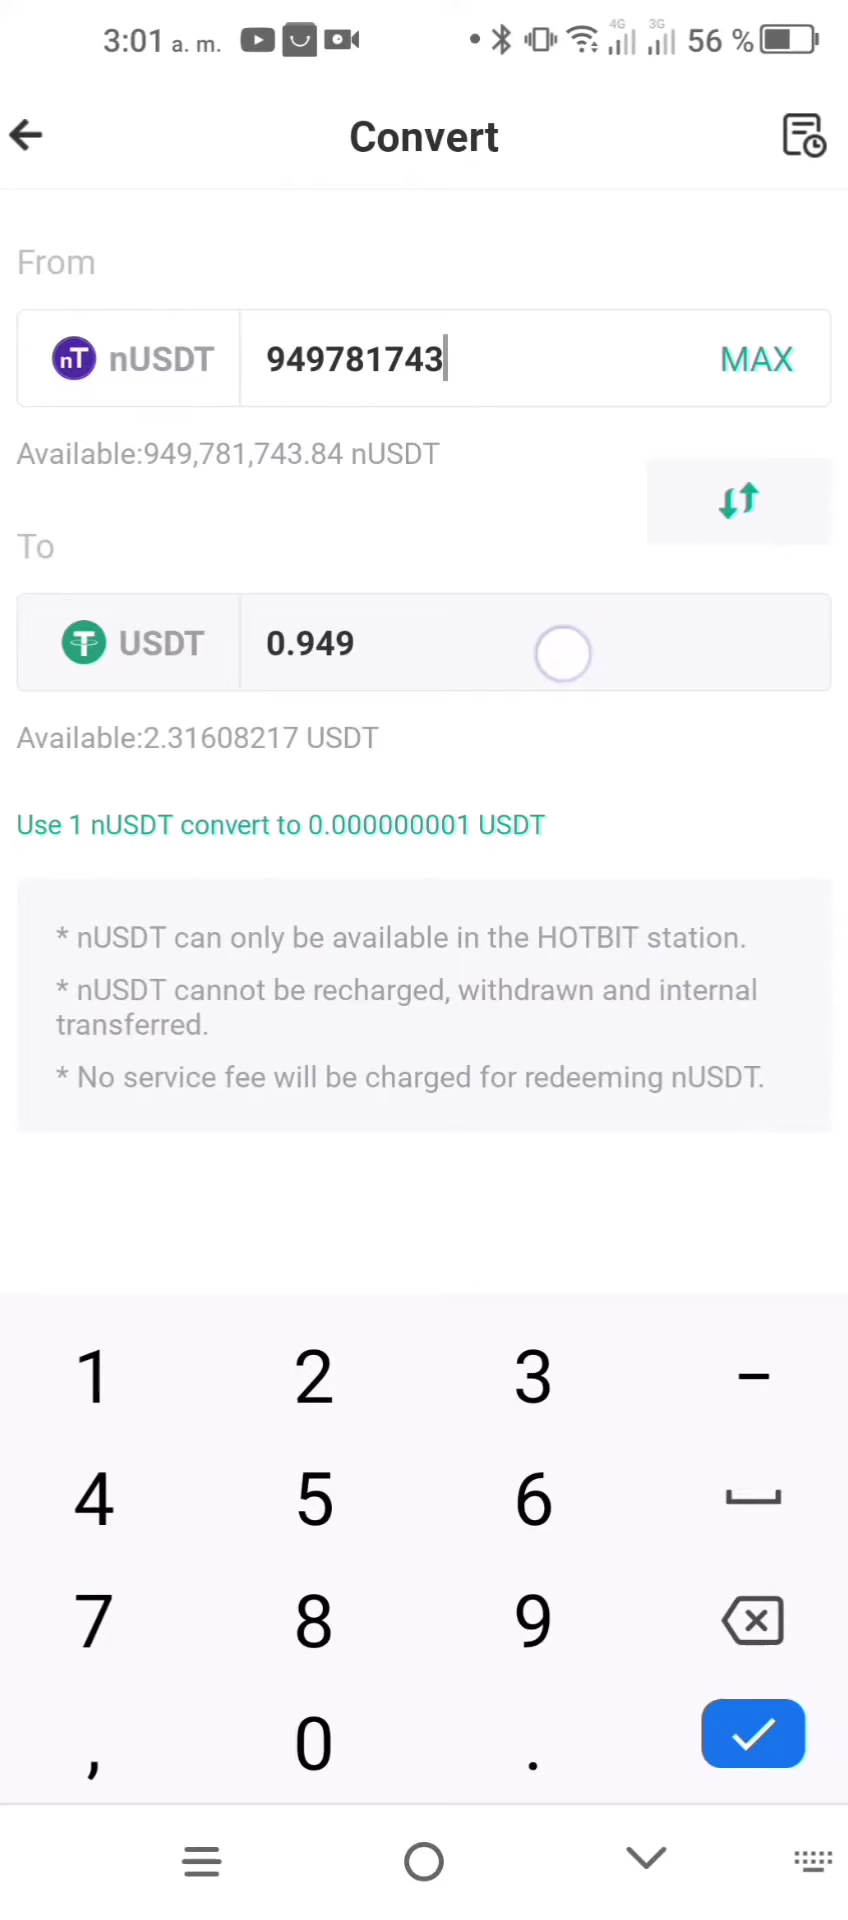 3:01 a. m. 4G 3G 56 %
Convert
From
nT nUSDT 949781743 MAX
Available:949,781,743.84 nUSDT
To
USDT 0.949
Available:2.31608217 USDT
Use 1 nUSDT convert to 0.000000001 USDT
* nUSDT can only be available in the HOTBIT station.
* nUSDT cannot be recharged, withdrawn and internal
transferred.
* No service fee will be charged for redeeming nUSDT.
1 2 3 -
4 5 6
7 8 9
, 0 .